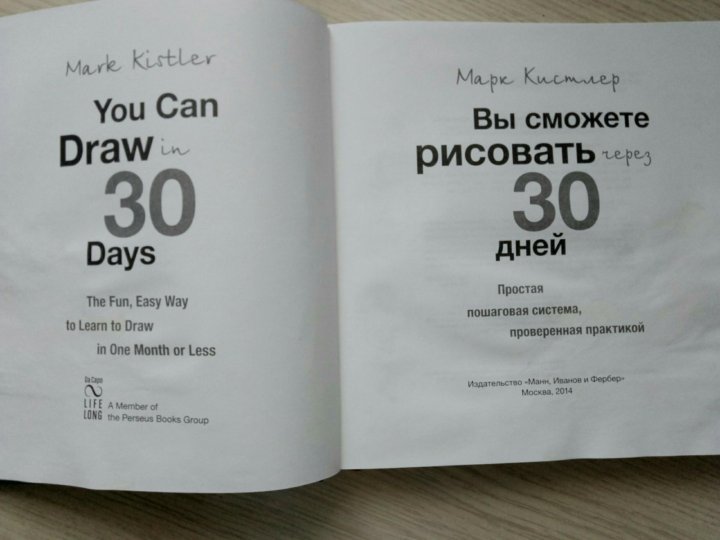 Mark Kistler
You Can
Draw in
30
Days
The Fun, Easy Way
to Learn to Draw
in One Month or Less
Da Capo
LIFE
LONG
A Member of
the Perseus Books Group
Марк Кистлер
Вы сможете
рисовать через
30
дней
Простая
пошаговая система,
проверенная практикой
Издательство «Манн, Иванов и Фербер»
Москва, 2014